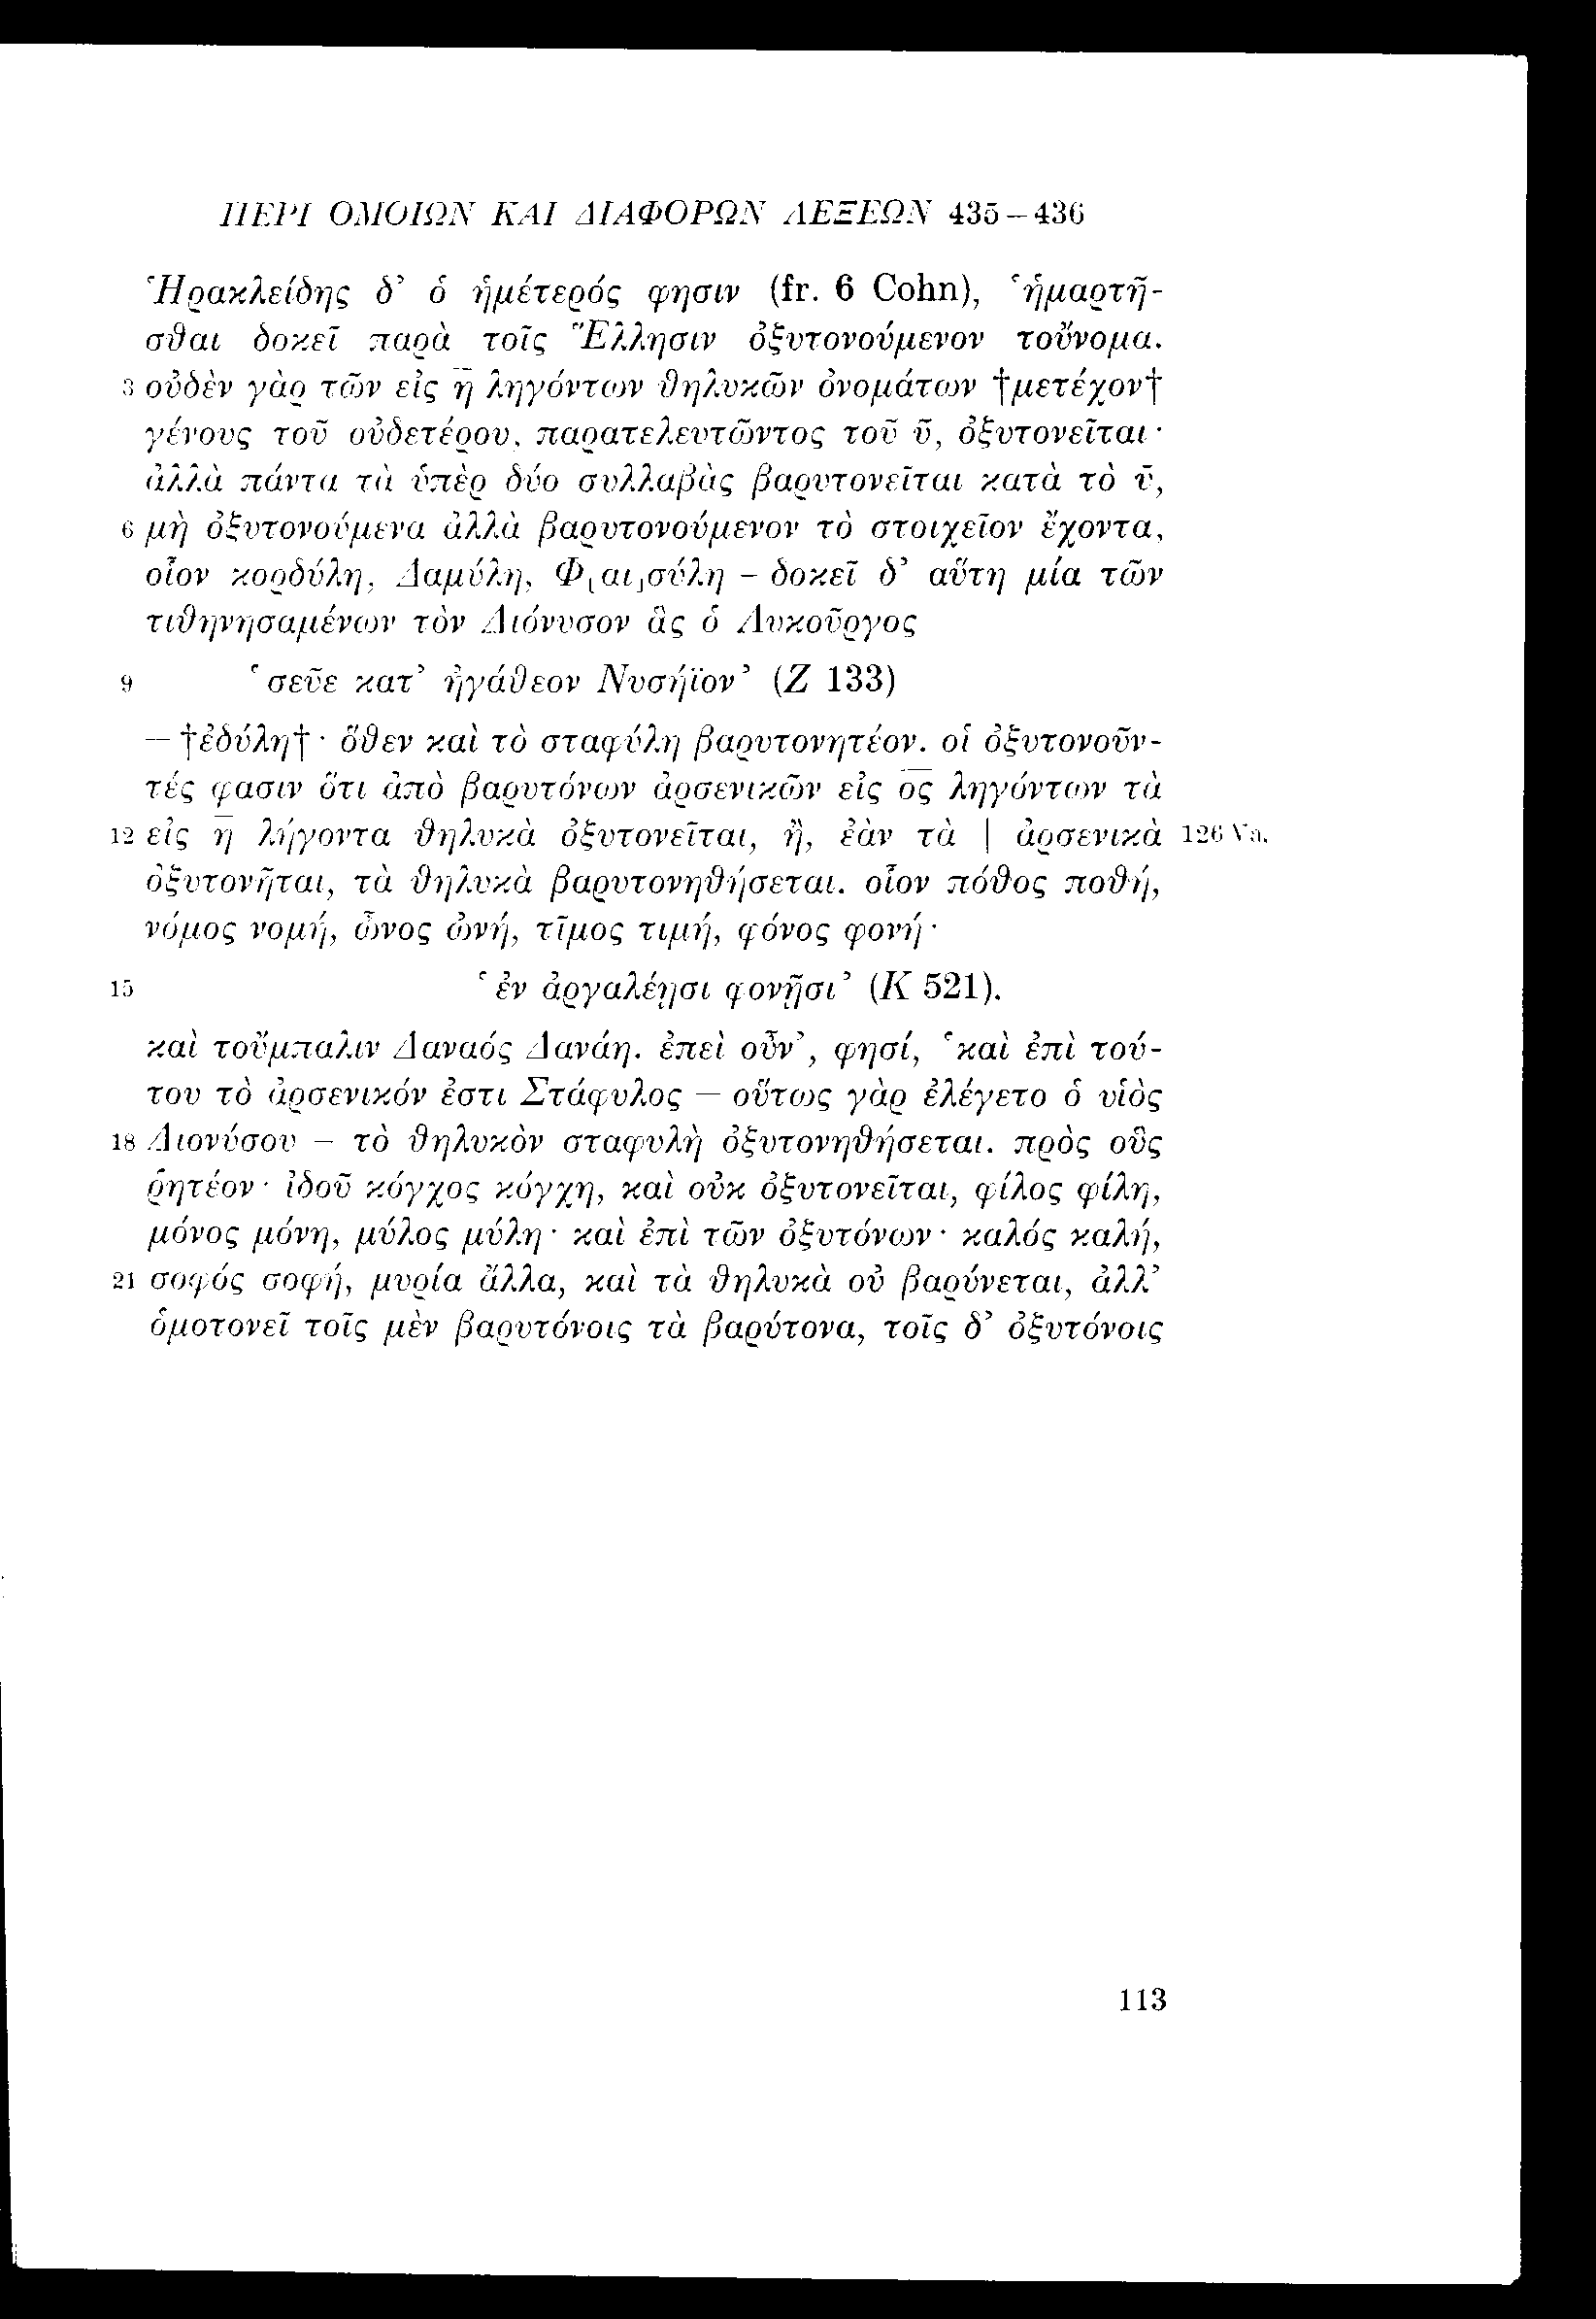 ΠΕΡΙ ΟΜΟΙΩΝ ΚΑΙ ΔΙΑΦΟΡΩΝ ΛΕΞΕΩΝ 435–436
Ἡρακλείδης δ’ ὁ ἡμέτερός φησιν (fr. 6 Cohn), ‘ἡμαρτῆ-
σθαι δοκεῖ παρὰ τοῖς Ἕλλησιν ὀξυτονούμενον τοὔνομα.
3 οὐδὲν γὰρ τῶν εἰς η̄ ληγόντων θηλυκῶν ὀνομάτων †μετέχον†
γένους τοῦ οὐδετέρου, παρατελευτῶντος τοῦ ῡ, ὀξυτονεῖται·
ἀλλὰ πάντα τὰ ὑπὲρ δύο συλλαβὰς βαρυτονεῖται κατὰ τὸ ῡ,
6 μὴ ὀξυτονούμενα ἀλλὰ βαρυτονούμενον τὸ στοιχεῖον ἔχοντα,
οἷον κορδύλη, Δαμύλη, Φ⸤αι⸥σύλη – δοκεῖ δ’ αὕτη μία τῶν
τιθηνησαμένων τὸν Διόνυσον ἃς ὁ Λυκοῦργος
9 ‘σεῦε κατ’ ἠγάθεον Νυσήϊον’ (Ζ 133)
– †ἐδύλη†· ὅθεν καὶ τὸ σταφύλη βαρυτονητέον. οἱ ὀξυτονοῦν-
τές φασιν ὅτι ἀπὸ βαρυτόνων ἀρσενικῶν εἰς ο̄ς̄ ληγόντων τὰ
12 εἰς η̄ λήγοντα θηλυκὰ ὀξυτονεῖται, ἤ, ἐὰν τὰ | ἀρσενικὰ 126 Va.
ὀξυτονῆται, τὰ θηλυκὰ βαρυτονηθήσεται. οἷον πόθος ποθή,
νόμος νομή, ὦνος ὠνή, τῖμος τιμή, φόνος φονή·
15 ‘ἐν ἀργαλέῃσι φονῇσι’ (Κ 521).
καὶ τοὔμπαλιν Δαναός Δανάη. ἐπεὶ οὖν’, φησί, ‘καὶ ἐπὶ τού-
του τὸ ἀρσενικόν ἐστι Στάφυλος – οὕτως γὰρ ἐλέγετο ὁ υἱὸς
18 Διονύσου – τὸ θηλυκὸν σταφυλὴ ὀξυτονηθήσεται. πρὸς οὓς
ῥητέον· ἰδοῦ κόγχος κόγχη, καὶ οὐκ ὀξυτονεῖται, φίλος φίλη,
μόνος μόνη, μύλος μύλη· καὶ ἐπὶ τῶν ὀξυτόνων· καλός καλή,
21 σοφός σοφή, μυρία ἄλλα, καὶ τὰ θηλυκὰ οὐ βαρύνεται, ἀλλ’
ὁμοτονεῖ τοῖς μὲν βαρυτόνοις τὰ βαρύτονα, τοῖς δ’ ὀξυτόνοις
113